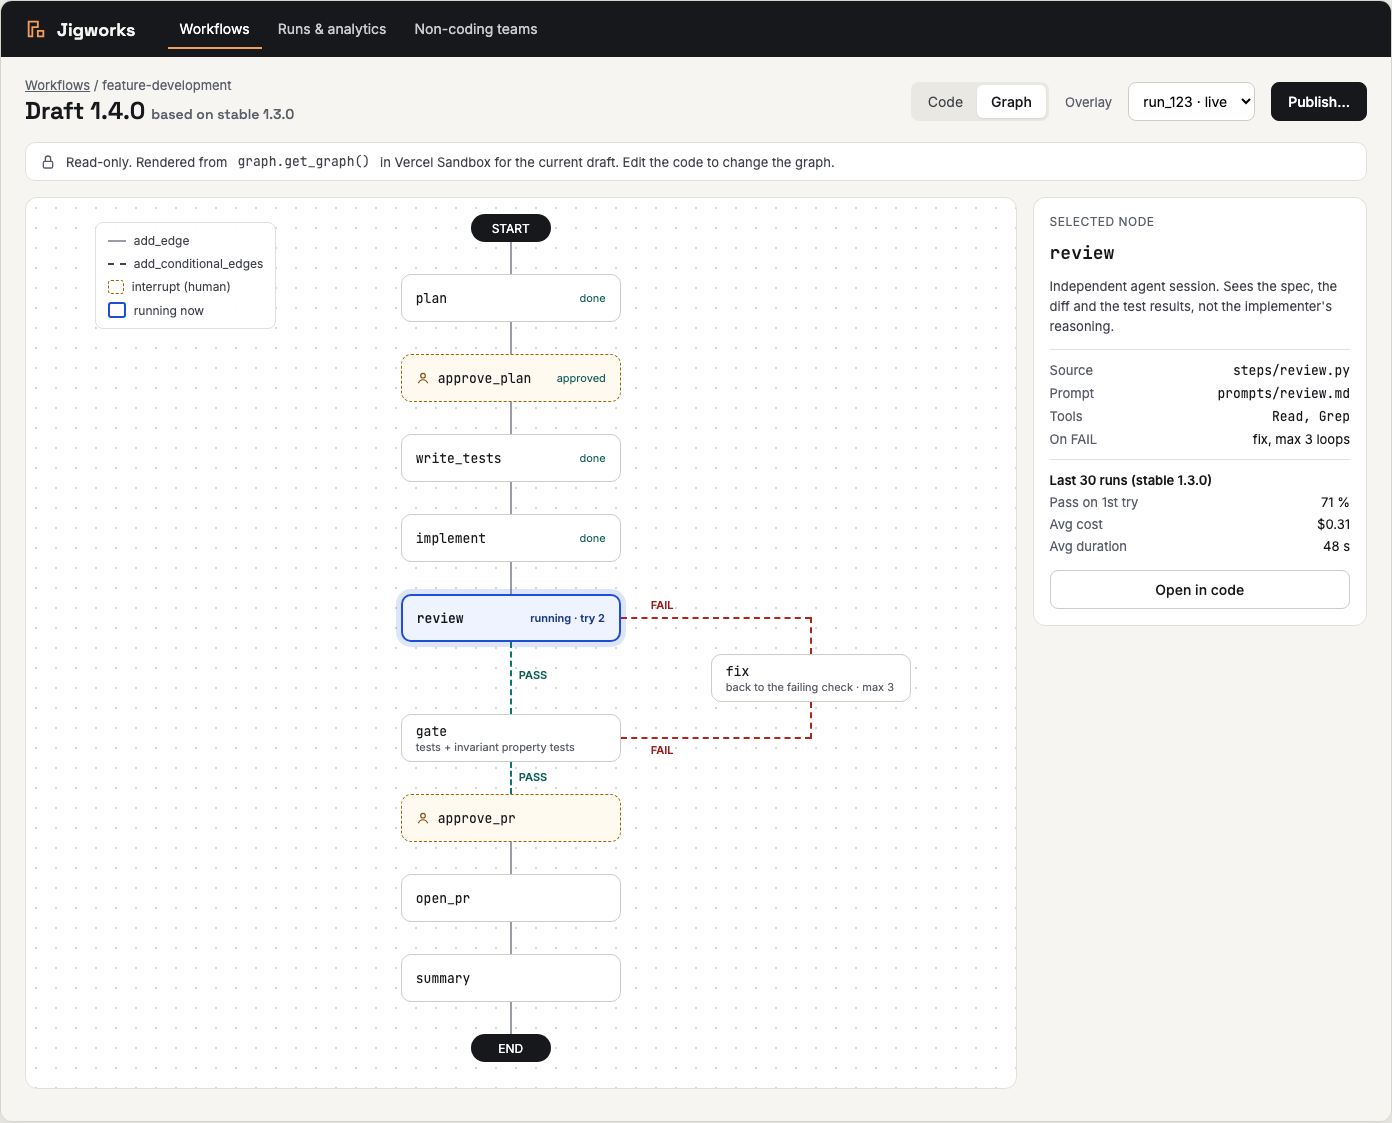 Jigworks
Workflows
Runs & analytics
Non-coding teams
Workflows / feature-development
Draft 1.4.0 based on stable 1.3.0
Code
Graph
Overlay
run_123 · live
Publish...
Read-only. Rendered from graph.get_graph() in Vercel Sandbox for the current draft. Edit the code to change the graph.
add_edge
add_conditional_edges
interrupt (human)
running now
START
plan
done
approve_plan
approved
write_tests
done
implement
done
review
running · try 2
FAIL
PASS
fix
back to the failing check · max 3
gate
tests + invariant property tests
FAIL
PASS
approve_pr
open_pr
summary
END
SELECTED NODE
review
Independent agent session. Sees the spec, the
diff and the test results, not the implementer's
reasoning.
Source steps/review.py
Prompt prompts/review.md
Tools Read, Grep
On FAIL fix, max 3 loops
Last 30 runs (stable 1.3.0)
Pass on 1st try 71 %
Avg cost $0.31
Avg duration 48 s
Open in code